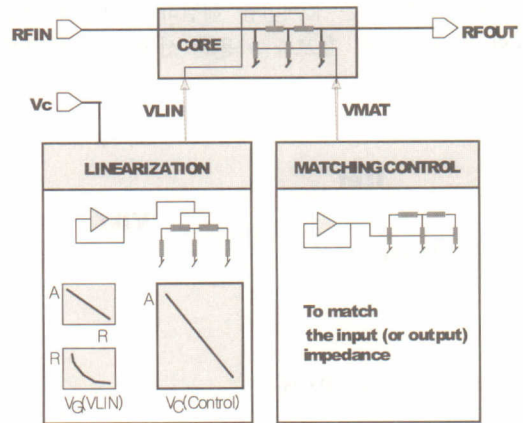 RFIN
CORE
RFOUT
Vc
VLIN
VMAT
LINEARIZATION
A
R
R
VG(VLIN)
A
VC(Control)
MATCHING CONTROL
To match
the input (or output)
impedance